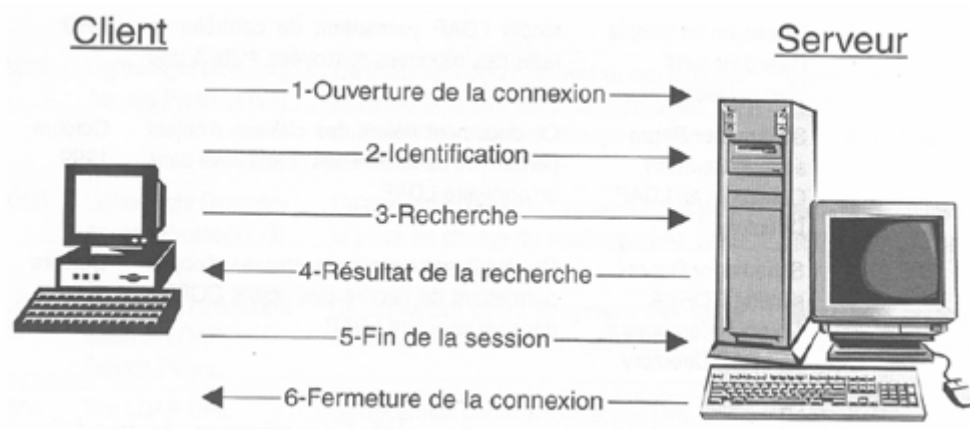 Client
Serveur
1-Ouverture de la connexion
2-Identification
3-Recherche
4-Résultat de la recherche
5-Fin de la session
6-Fermeture de la connexion